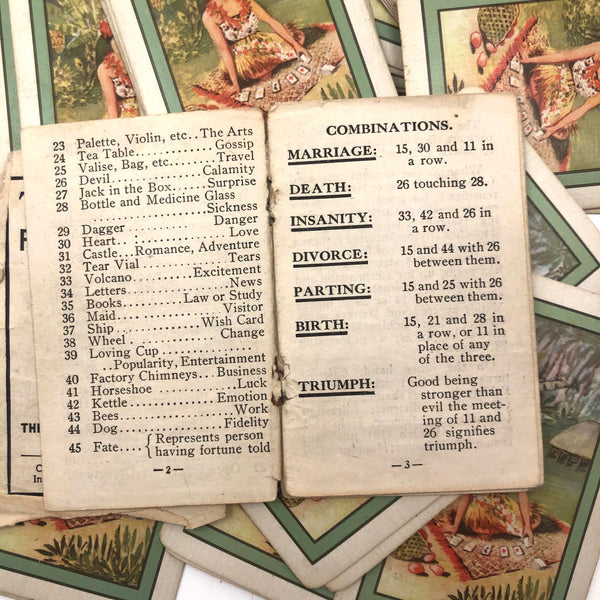 23 Palette, Violin, etc.. The Arts
24 Tea Table............Gossip
25 Valise, Bag, etc.....Travel
26 Devil..............Calamity
27 Jack in the Box.....Surprise
28 Bottle and Medicine Glass
..................Sickness
29 Dagger..............Danger
30 Heart.................Love
31 Castle...Romance, Adventure
32 Tear Vial.............Tears
33 Volcano.........Excitement
34 Letters...............News
35 Books.........Law or Study
36 Maid................Visitor
37 Ship..............Wish Card
38 Wheel...............Change
39 Loving Cup.............
....Popularity, Entertainment
40 Factory Chimneys...Business
41 Horseshoe.............Luck
42 Kettle.............Emotion
43 Bees..................Work
44 Dog................Fidelity
45 Fate....{Represents person
having fortune told
—2—
COMBINATIONS.
MARRIAGE: 15, 30 and 11 in
a row.
DEATH: 26 touching 28.
INSANITY: 33, 42 and 26 in
a row.
DIVORCE: 15 and 44 with 26
between them.
PARTING: 15 and 25 with 26
between them.
BIRTH: 15, 21 and 28 in
a row, or 11 in
place of any
of the three.
TRIUMPH: Good being
stronger than
evil the meet-
ing of 11 and
26 signifies
triumph.
—3—
THE